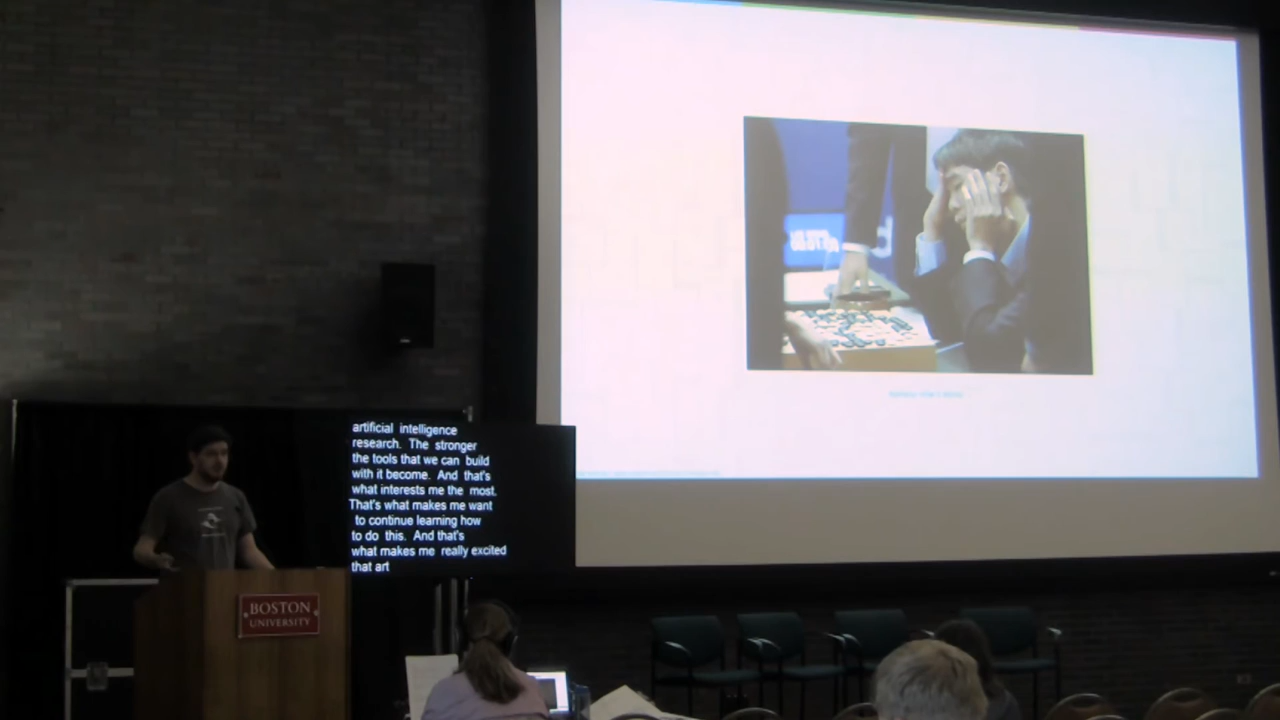 artificial intelligence
research. The stronger
the tools that we can build
with it become. And that's
what interests me the most.
That's what makes me want
to continue learning how
to do this. And that's
what makes me really excited
that art
BOSTON
UNIVERSITY